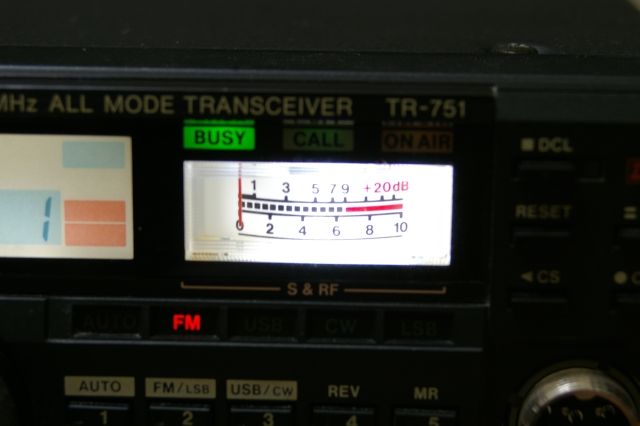 MHz ALL MODE TRANSCEIVER TR-751
BUSY CALL ON AIR
DCL
1 3 5 7 9 +20dB
1
RESET
0 2 4 6 8 10
CS
S & RF
AUTO FM USB CW LSB
AUTO FM/LSB USB/CW REV MR
1 2 3 4 5